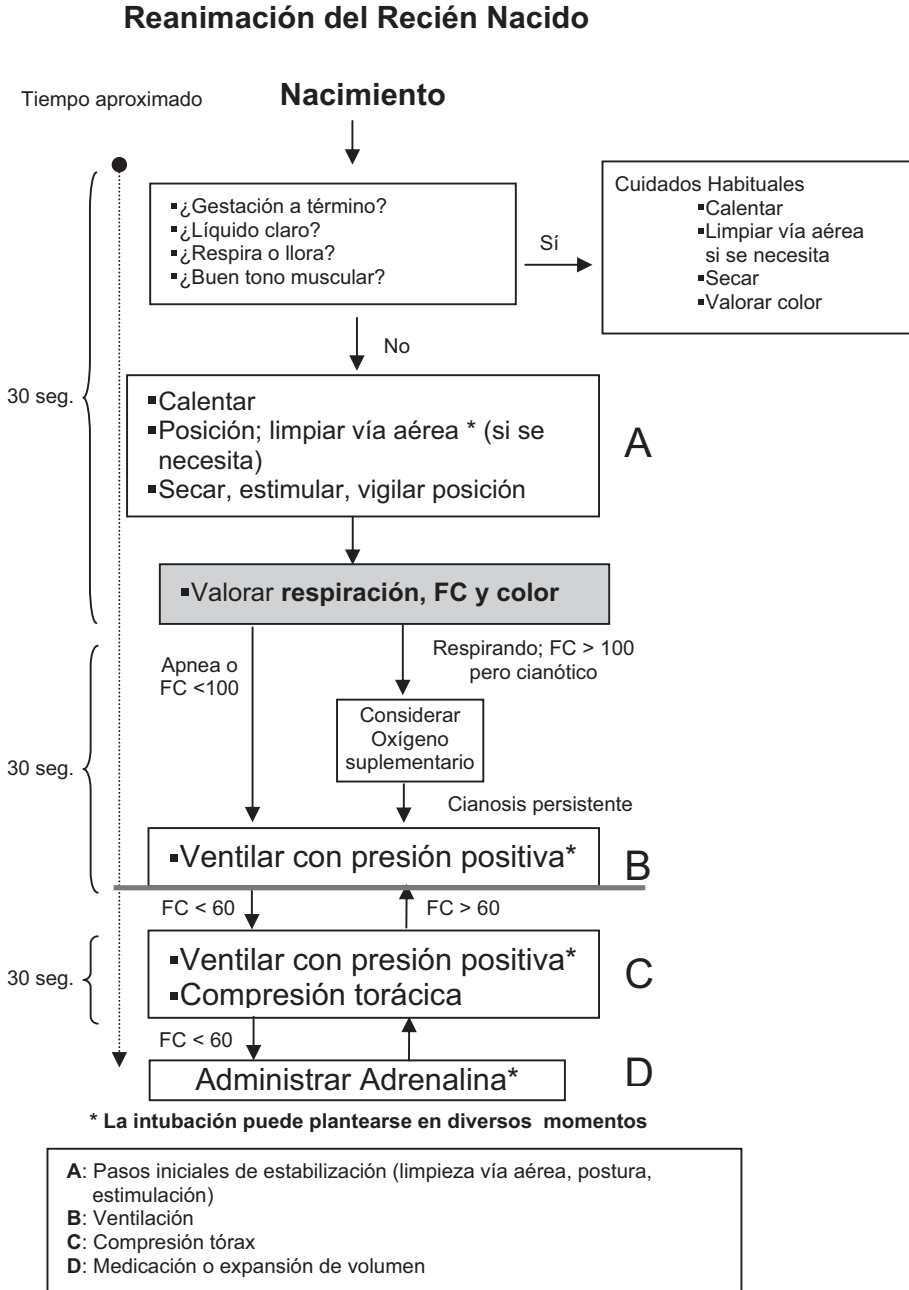 Reanimación del Recién Nacido
Tiempo aproximado
Nacimiento
▪¿Gestación a término?
▪¿Líquido claro?
▪¿Respira o llora?
▪¿Buen tono muscular?
Sí
Cuidados Habituales
▪Calentar
▪Limpiar vía aérea
si se necesita
▪Secar
▪Valorar color
No
30 seg.
▪Calentar
▪Posición; limpiar vía aérea * (si se
necesita)
▪Secar, estimular, vigilar posición
A
▪Valorar respiración, FC y color
Apnea o
FC <100
Respirando; FC > 100
pero cianótico
Considerar
Oxígeno
suplementario
30 seg.
Cianosis persistente
▪Ventilar con presión positiva*
B
FC < 60
FC > 60
30 seg.
▪Ventilar con presión positiva*
▪Compresión torácica
C
FC < 60
Administrar Adrenalina*
D
* La intubación puede plantearse en diversos momentos
A: Pasos iniciales de estabilización (limpieza vía aérea, postura,
estimulación)
B: Ventilación
C: Compresión tórax
D: Medicación o expansión de volumen